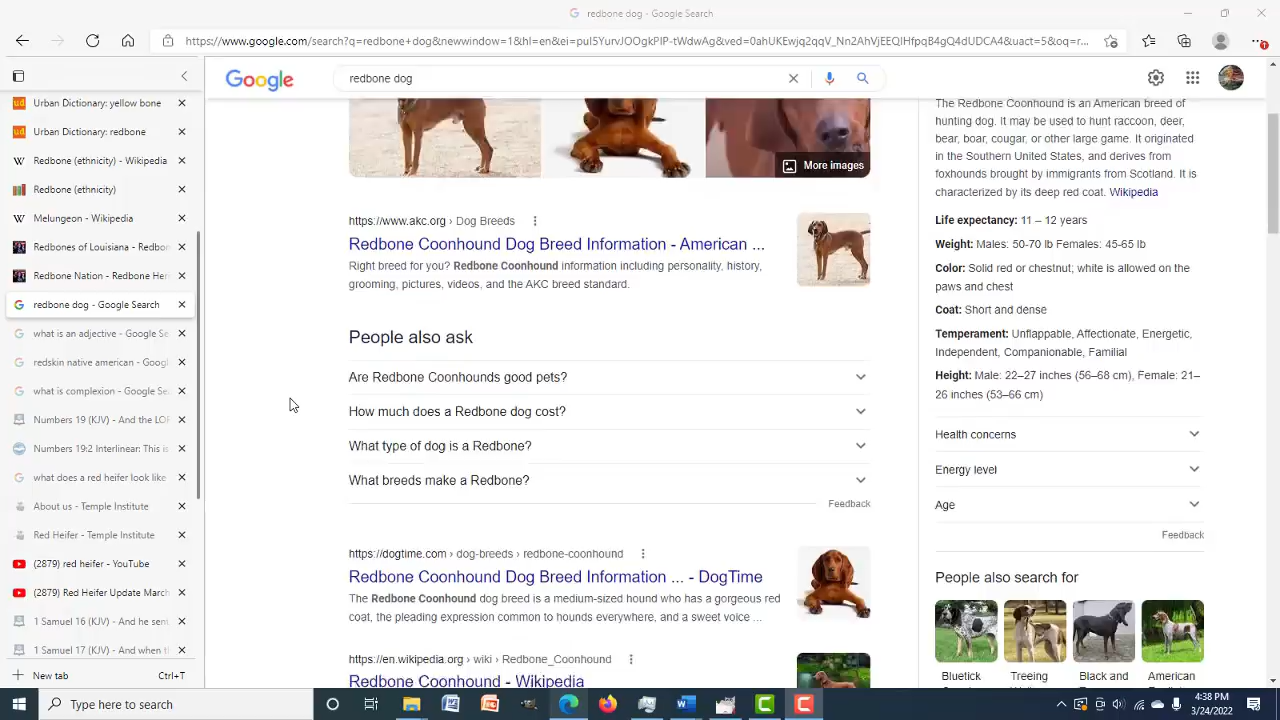 redbone dog - Google Search
https://www.google.com/search?q=redbone+dog&newwindow=1&hl=en&ei=
Urban Dictionary: yellow bone
Urban Dictionary: redbone
Redbone (ethnicity) - Wikipedia
Redbone (ethnicity)
Melungeon - Wikipedia
Redbones of Louisiana - Redbon
Redbone Nation - Redbone Her
redbone dog - Google Search
what is an adjective - Google Se
redskin native american - Googl
what is complexion - Google Se
Numbers 19 (KJV) - And the LOR
Numbers 19:2 Interlinear: This is
what does a red heifer look like
About us - Temple Institute
Red Heifer - Temple Institute
(2879) red heifer - YouTube
(2879) Red Heifer Update March
1 Samuel 16 (KJV) - And he sen
1 Samuel 17 (KJV) - And when t
New tab
Google
redbone dog
More images
https://www.akc.org › Dog Breeds
Redbone Coonhound Dog Breed Information - American ...
Right breed for you? Redbone Coonhound information including personality, history,
grooming, pictures, videos, and the AKC breed standard.
People also ask
Are Redbone Coonhounds good pets?
How much does a Redbone dog cost?
What type of dog is a Redbone?
What breeds make a Redbone?
Feedback
https://dogtime.com › dog-breeds › redbone-coonhound
Redbone Coonhound Dog Breed Information ... - DogTime
The Redbone Coonhound dog breed is a medium-sized hound who has a gorgeous red
coat, the pleading expression common to hounds everywhere, and a sweet voice ...
https://en.wikipedia.org › wiki › Redbone_Coonhound
Redbone Coonhound - Wikipedia
The Redbone Coonhound is an American breed of
hunting dog. It may be used to hunt raccoon, deer,
bear, boar, cougar, or other large game. It originated
in the Southern United States, and derives from
foxhounds brought by immigrants from Scotland. It is
characterized by its deep red coat. Wikipedia
Life expectancy: 11 – 12 years
Weight: Males: 50-70 lb Females: 45-65 lb
Color: Solid red or chestnut; white is allowed on the
paws and chest
Coat: Short and dense
Temperament: Unflappable, Affectionate, Energetic,
Independent, Companionable, Familial
Height: Male: 22–27 inches (56–68 cm), Female: 21–
26 inches (53–66 cm)
Health concerns
Energy level
Age
Feedback
People also search for
Bluetick
Treeing
Black and
American
Type here to search
4:38 PM
3/24/2022